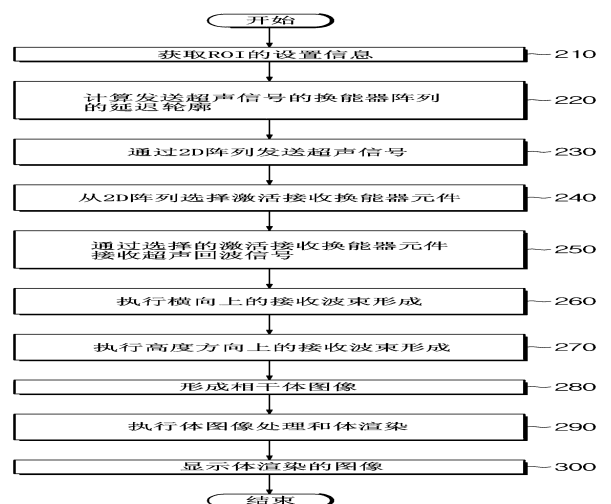 开始
获取ROI的设置信息 210
计算发送超声信号的换能器阵列
的延迟轮廓 220
通过2D阵列发送超声信号 230
从2D阵列选择激活接收换能器元件 240
通过选择的激活接收换能器元件
接收超声回波信号 250
执行横向上的接收波束形成 260
执行高度方向上的接收波束形成 270
形成相干体图像 280
执行体图像处理和体渲染 290
显示体渲染的图像 300
结束